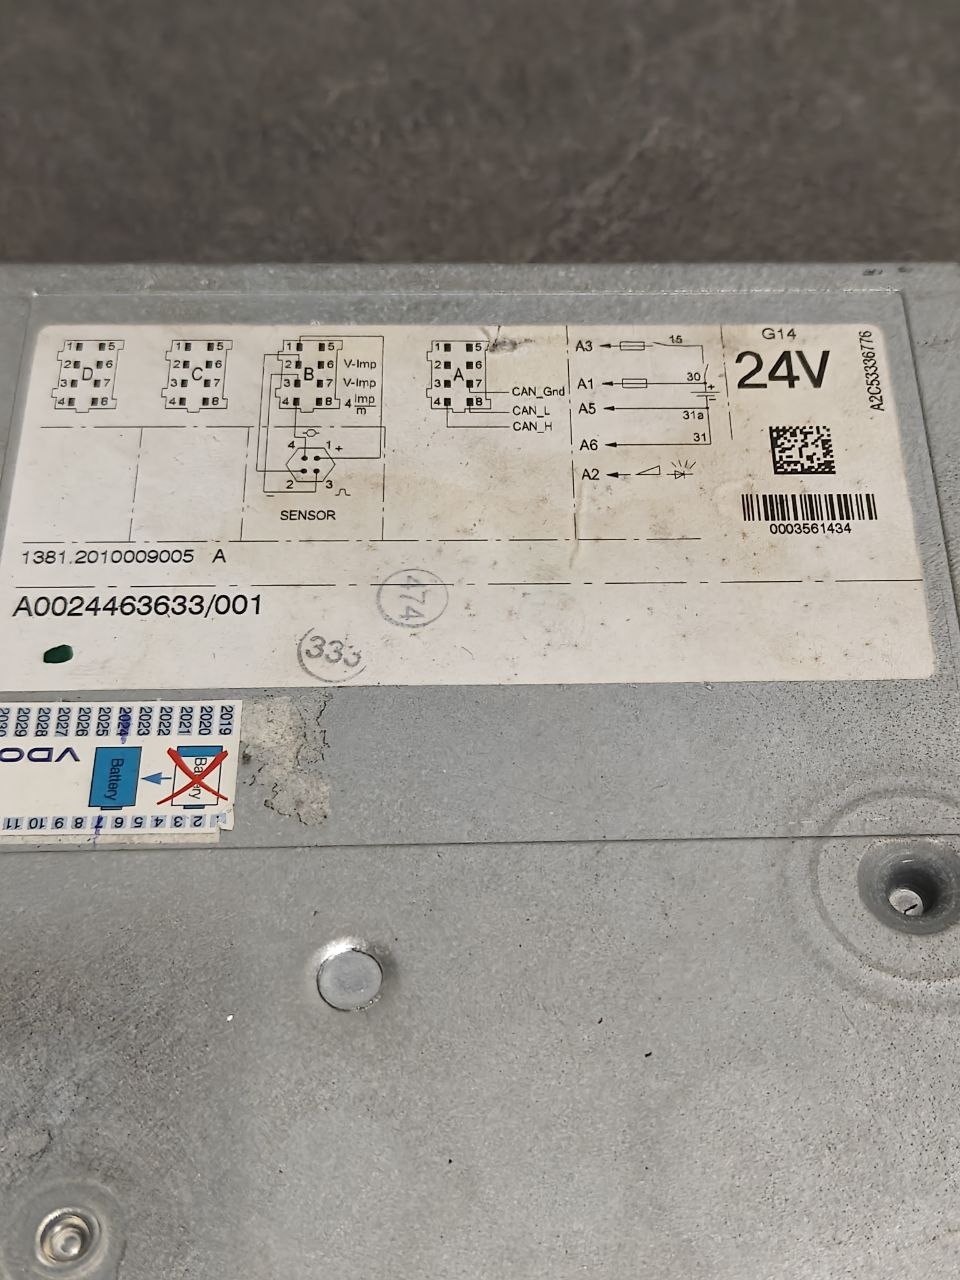 1 5 1 5 1 5 1 5
2 6 2 6 2 6 2 6
D C B A
3 7 3 7 3 7 3 7
4 8 4 8 4 8 4 8
V-Imp
V-Imp
4 Imp/m
CAN_Gnd
CAN_L
CAN_H
4 1 +
2 3
−
SENSOR
A3 15
A1 30
+
A5 31a
A6 31
A2
G14
24V
A2C53336776
0003561434
1381.2010009005 A
A0024463633/001
474
333
2030 2029 2028 2027 2026 2025 2024 2023 2022 2021 2020 2019
VDO
Battery
Battery
11 10 9 8 7 6 5 4 3 2